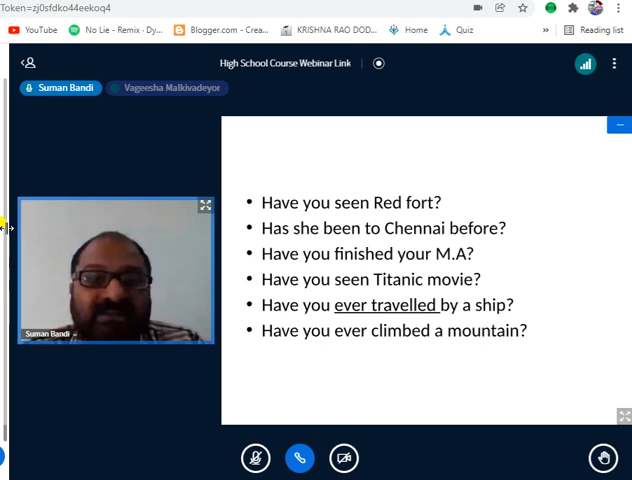 Token=zj0sfdko44eekoq4
YouTube No Lie - Remix · Dy... Blogger.com - Crea... KRISHNA RAO DOD... Home Quiz » Reading list
High School Course Webinar Link
Suman Bandi Vageesha Malkivadeyor
• Have you seen Red fort?
• Has she been to Chennai before?
• Have you finished your M.A?
• Have you seen Titanic movie?
• Have you ever travelled by a ship?
• Have you ever climbed a mountain?
Suman Bandi